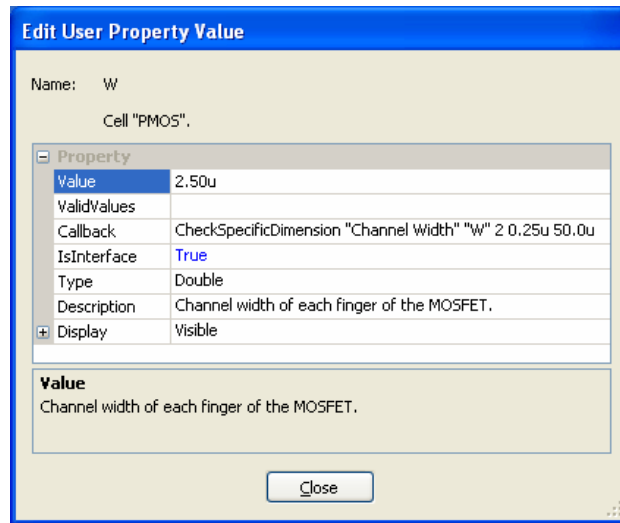 Edit User Property Value
Name: W
Cell "PMOS".
Property
Value 2.50u
ValidValues
Callback CheckSpecificDimension "Channel Width" "W" 2 0.25u 50.0u
IsInterface True
Type Double
Description Channel width of each finger of the MOSFET.
Display Visible
Value
Channel width of each finger of the MOSFET.
Close